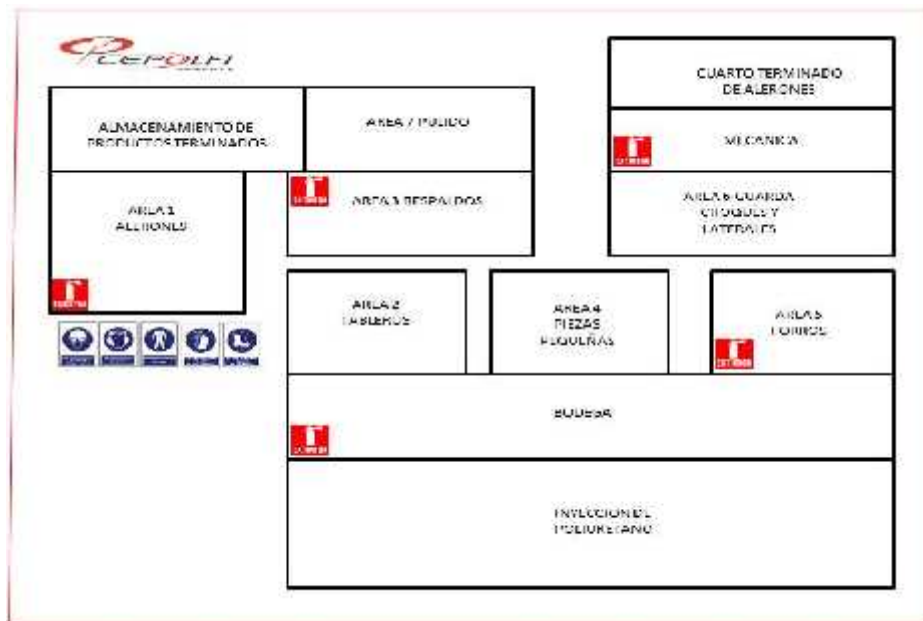 CEPOLFI
CUARTO TERMINADO
DE ALERONES
ALMACENAMIENTO DE
PRODUCTOS TERMINADOS
AREA 7 PULIDO
MECANICA
AREA 1
ALERONES
AREA 3 RESPALDOS
AREA 6 GUARDA
CHOQUES Y
LATERALES
AREA 2
TABLEROS
AREA 4
PIEZAS
PEQUEÑAS
AREA 5
FORROS
BODEGA
INYECCION DE
POLIURETANO